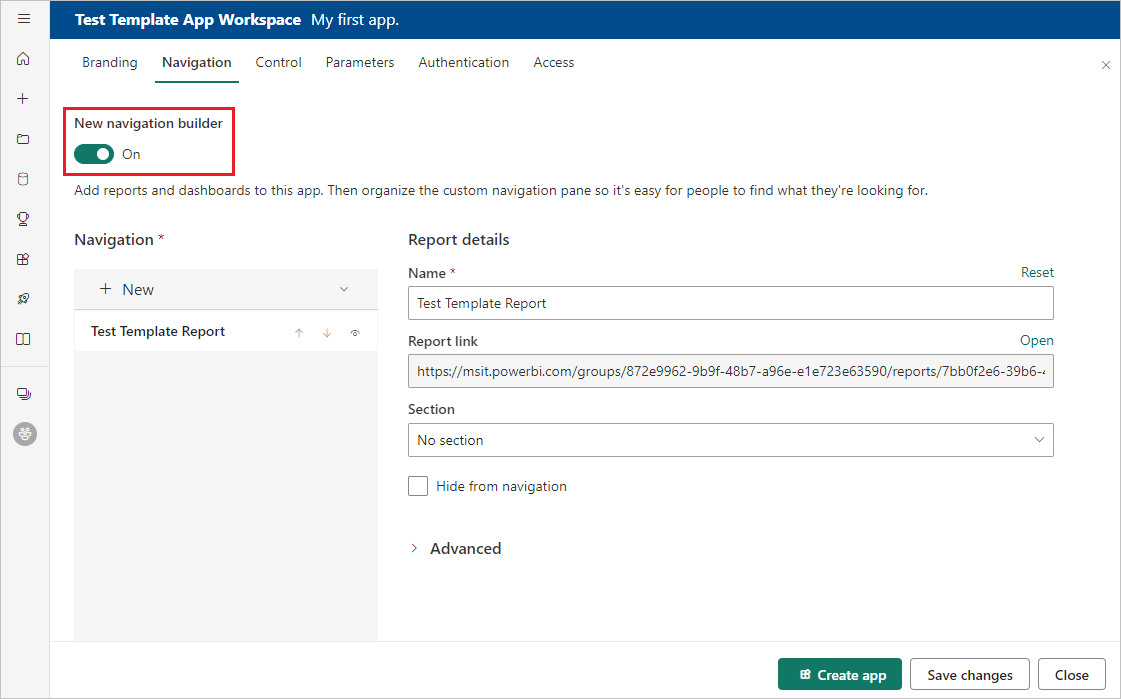 Test Template App Workspace My first app.
Branding Navigation Control Parameters Authentication Access
New navigation builder
On
Add reports and dashboards to this app. Then organize the custom navigation pane so it's easy for people to find what they're looking for.
Navigation *
New
Test Template Report
Report details
Name * Reset
Test Template Report
Report link Open
https://msit.powerbi.com/groups/872e9962-9b9f-48b7-a96e-e1e723e63590/reports/7bb0f2e6-39b6-4
Section
No section
Hide from navigation
Advanced
Create app Save changes Close